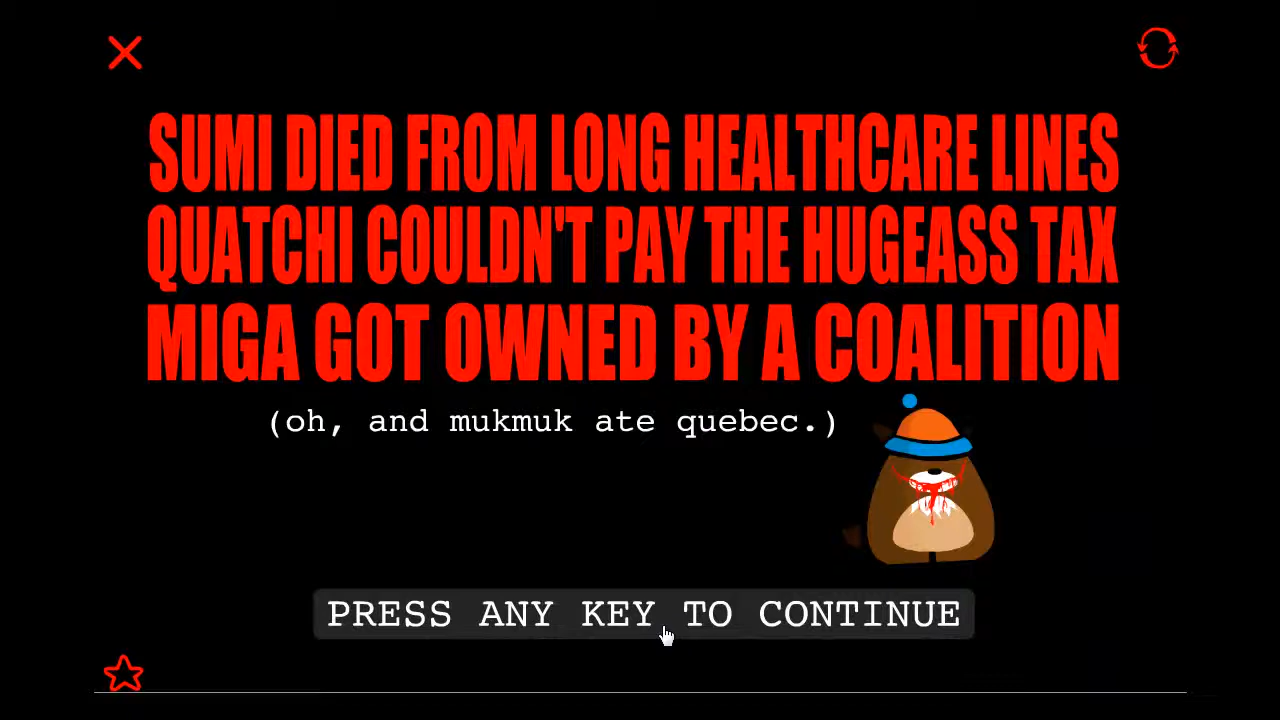 SUMI DIED FROM LONG HEALTHCARE LINES
QUATCHI COULDN'T PAY THE HUGEASS TAX
MIGA GOT OWNED BY A COALITION
(oh, and mukmuk ate quebec.)
PRESS ANY KEY TO CONTINUE